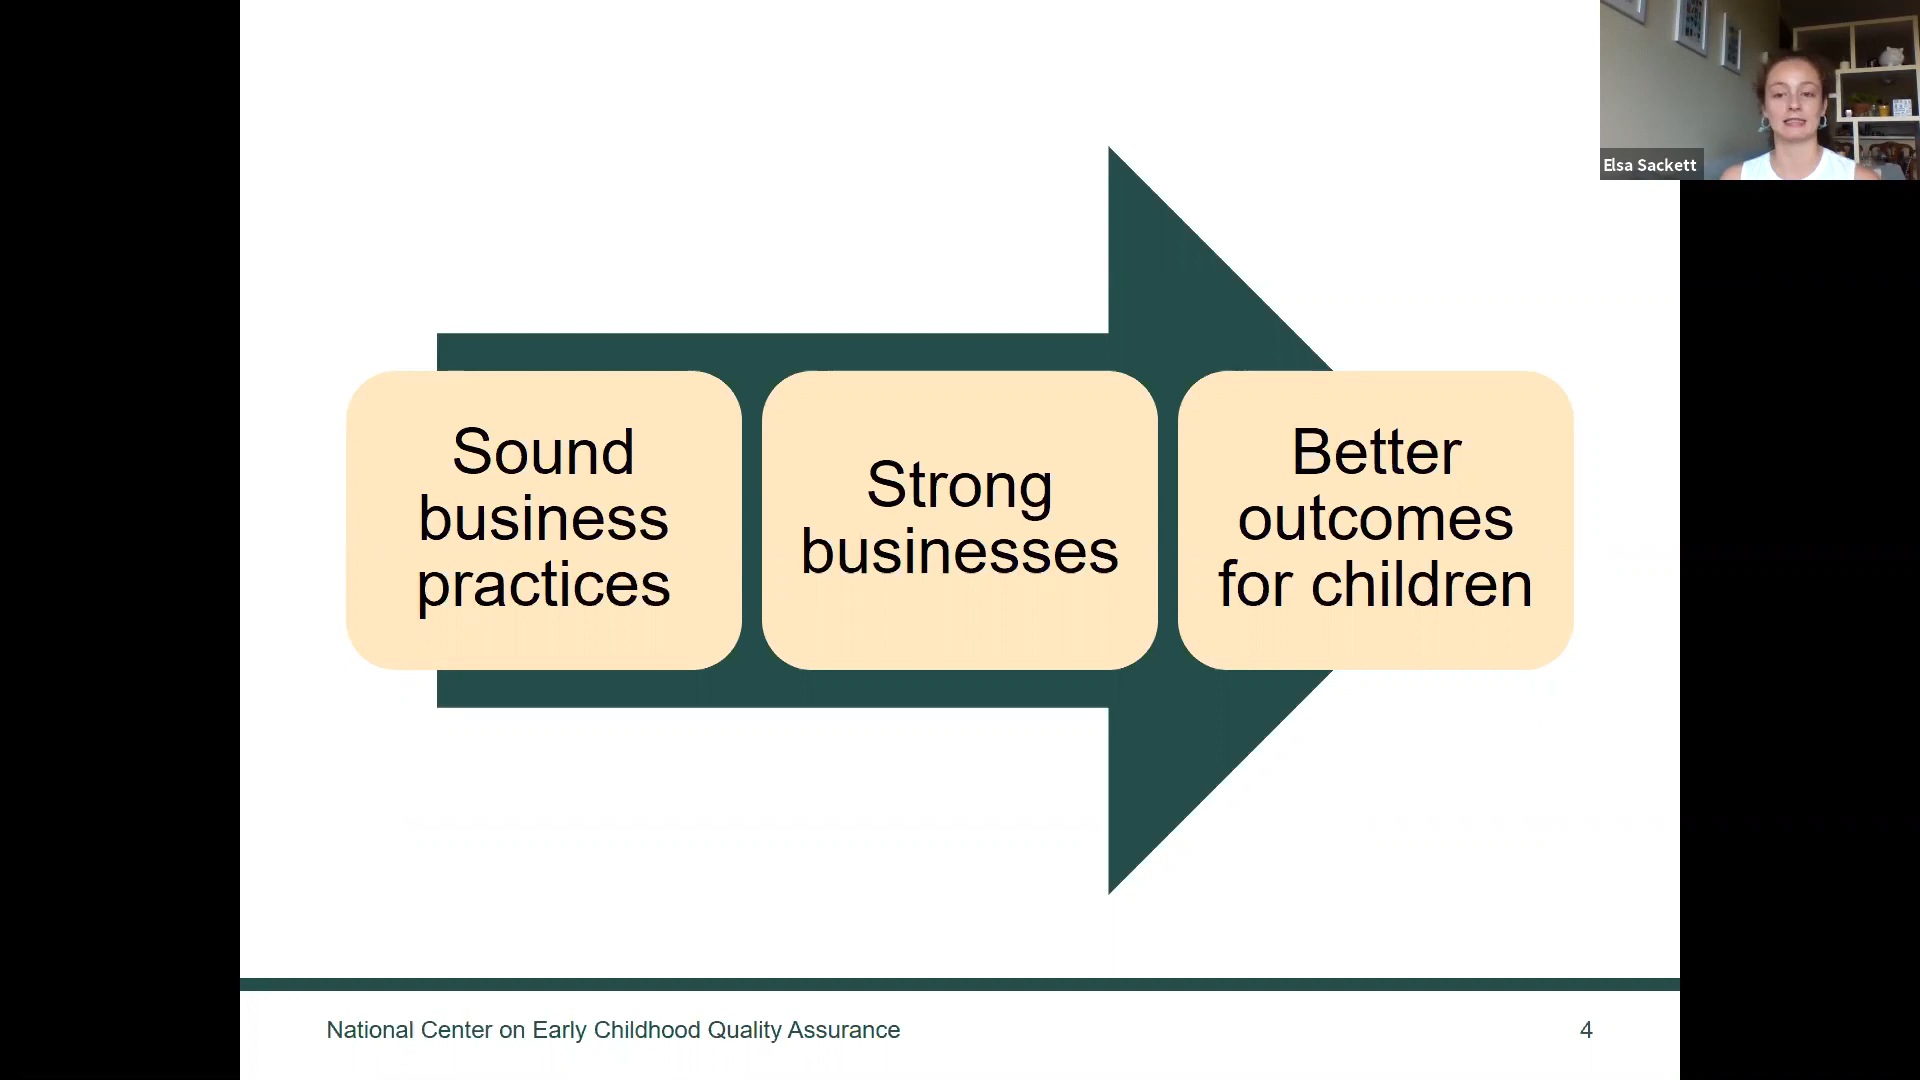 Elsa Sackett
Sound
business
practices
Strong
businesses
Better
outcomes
for children
National Center on Early Childhood Quality Assurance
4